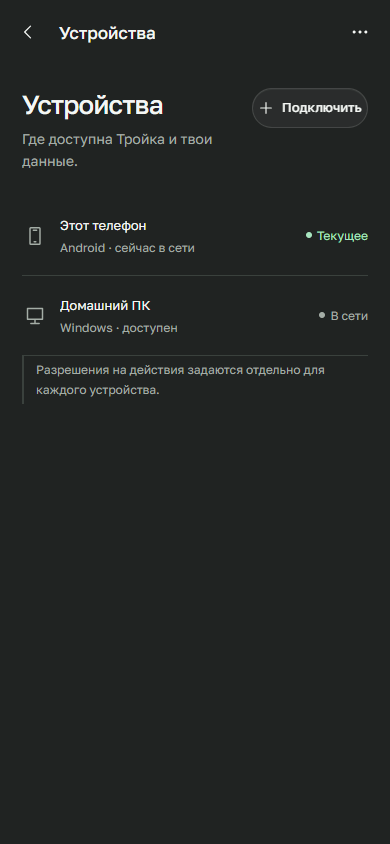 Устройства
Устройства
Подключить
Где доступна Тройка и твои
данные.
Этот телефон
Android · сейчас в сети
Текущее
Домашний ПК
Windows · доступен
В сети
Разрешения на действия задаются отдельно для
каждого устройства.